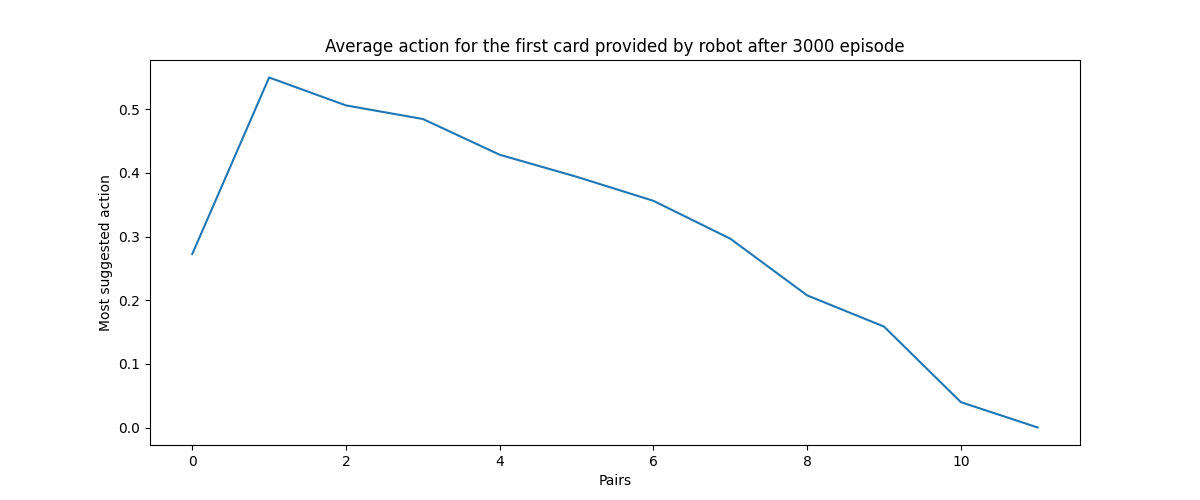 Average action for the first card provided by robot after 3000 episode
Most suggested action
0.5
0.4
0.3
0.2
0.1
0.0
0 2 4 6 8 10
Pairs